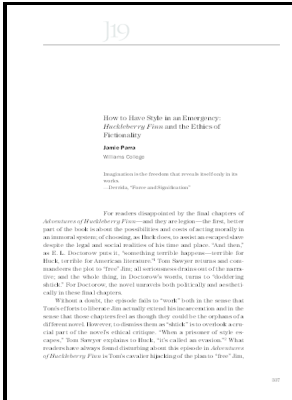 J19
How to Have Style in an Emergency:
Huckleberry Finn and the Ethics of
Fictionality
Jamie Parra
Williams College
Imagination is the freedom that reveals itself only in its
works.
—Derrida, "Force and Signification"
For readers disappointed by the final chapters of
Adventures of Huckleberry Finn—and they are legion—the first, better
part of the book is about the possibilities and costs of acting morally in
an immoral system; of choosing, as Huck does, to assist an escaped slave
despite the legal and social realities of his time and place. "And then,"
as E. L. Doctorow puts it, "something terrible happens—terrible for
Huck, terrible for American literature." Tom Sawyer returns and com-
mandeers the plot to "free" Jim; all seriousness drains out of the narra-
tive; and the whole thing, in Doctorow's words, turns to "doddering
shtick." For Doctorow, the novel unravels both politically and aestheti-
cally in these final chapters.
Without a doubt, the episode fails to "work" both in the sense that
Tom's efforts to liberate Jim actually extend his incarceration and in the
sense that those chapters feel as though they could be the orphans of a
different novel. However, to dismiss them as "shtick" is to overlook a cru-
cial part of the novel's ethical critique. "When a prisoner of style es-
capes," Tom Sawyer explains to Huck, "it's called an evasion." What
readers have always found disturbing about this episode in Adventures
of Huckleberry Finn is Tom's cavalier hijacking of the plan to "free" Jim,